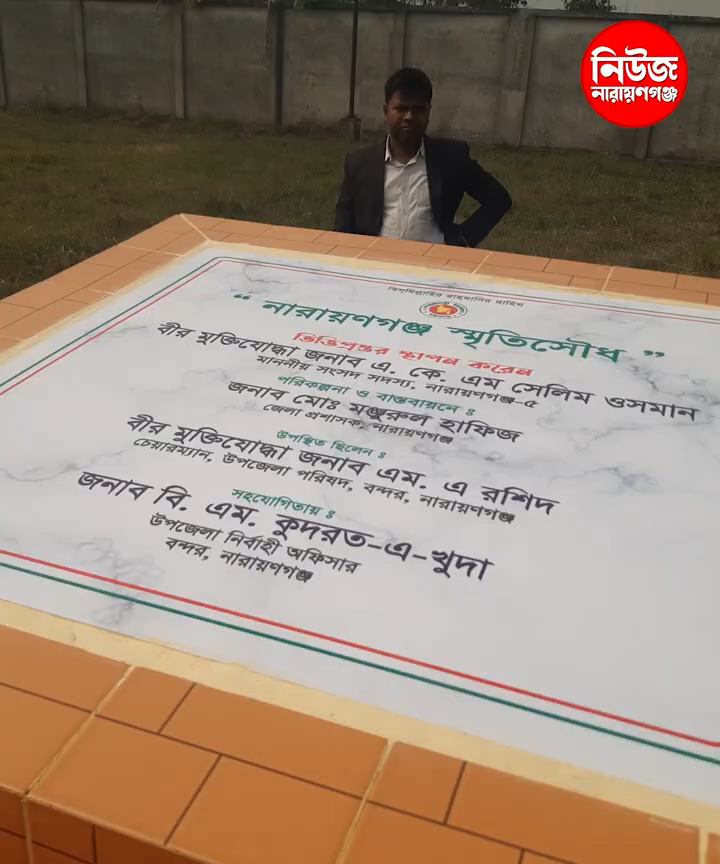 নিউজ
নারায়ণগঞ্জ
বিসমিল্লাহির রাহমানির রাহিম
“ নারায়ণগঞ্জ স্মৃতিসৌধ ”
ভিত্তিপ্রস্তর স্থাপন করেন
বীর মুক্তিযোদ্ধা জনাব এ. কে. এম সেলিম ওসমান
মাননীয় সংসদ সদস্য, নারায়ণগঞ্জ-৫
পরিকল্পনা ও বাস্তবায়নে ঃ
জনাব মোঃ মঞ্জুরুল হাফিজ
জেলা প্রশাসক, নারায়ণগঞ্জ
উপস্থিত ছিলেন ঃ
বীর মুক্তিযোদ্ধা জনাব এম. এ রশিদ
চেয়ারম্যান, উপজেলা পরিষদ, বন্দর, নারায়ণগঞ্জ
সহযোগিতায় ঃ
জনাব বি. এম. কুদরত-এ-খুদা
উপজেলা নির্বাহী অফিসার
বন্দর, নারায়ণগঞ্জ